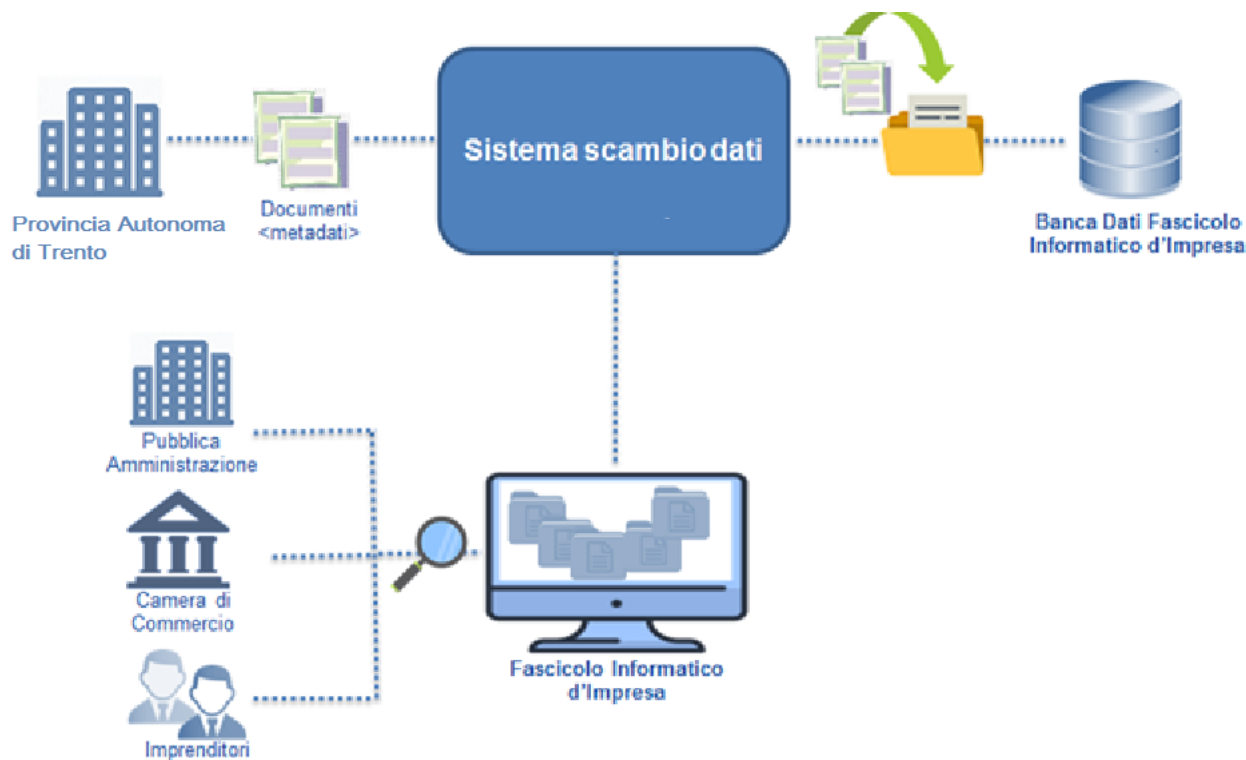 Sistema scambio dati
Provincia Autonoma
di Trento
Documenti
<metadati>
Banca Dati Fascicolo
Informatico d'Impresa
Pubblica
Amministrazione
Camera di
Commercio
Imprenditori
Fascicolo Informatico
d'Impresa